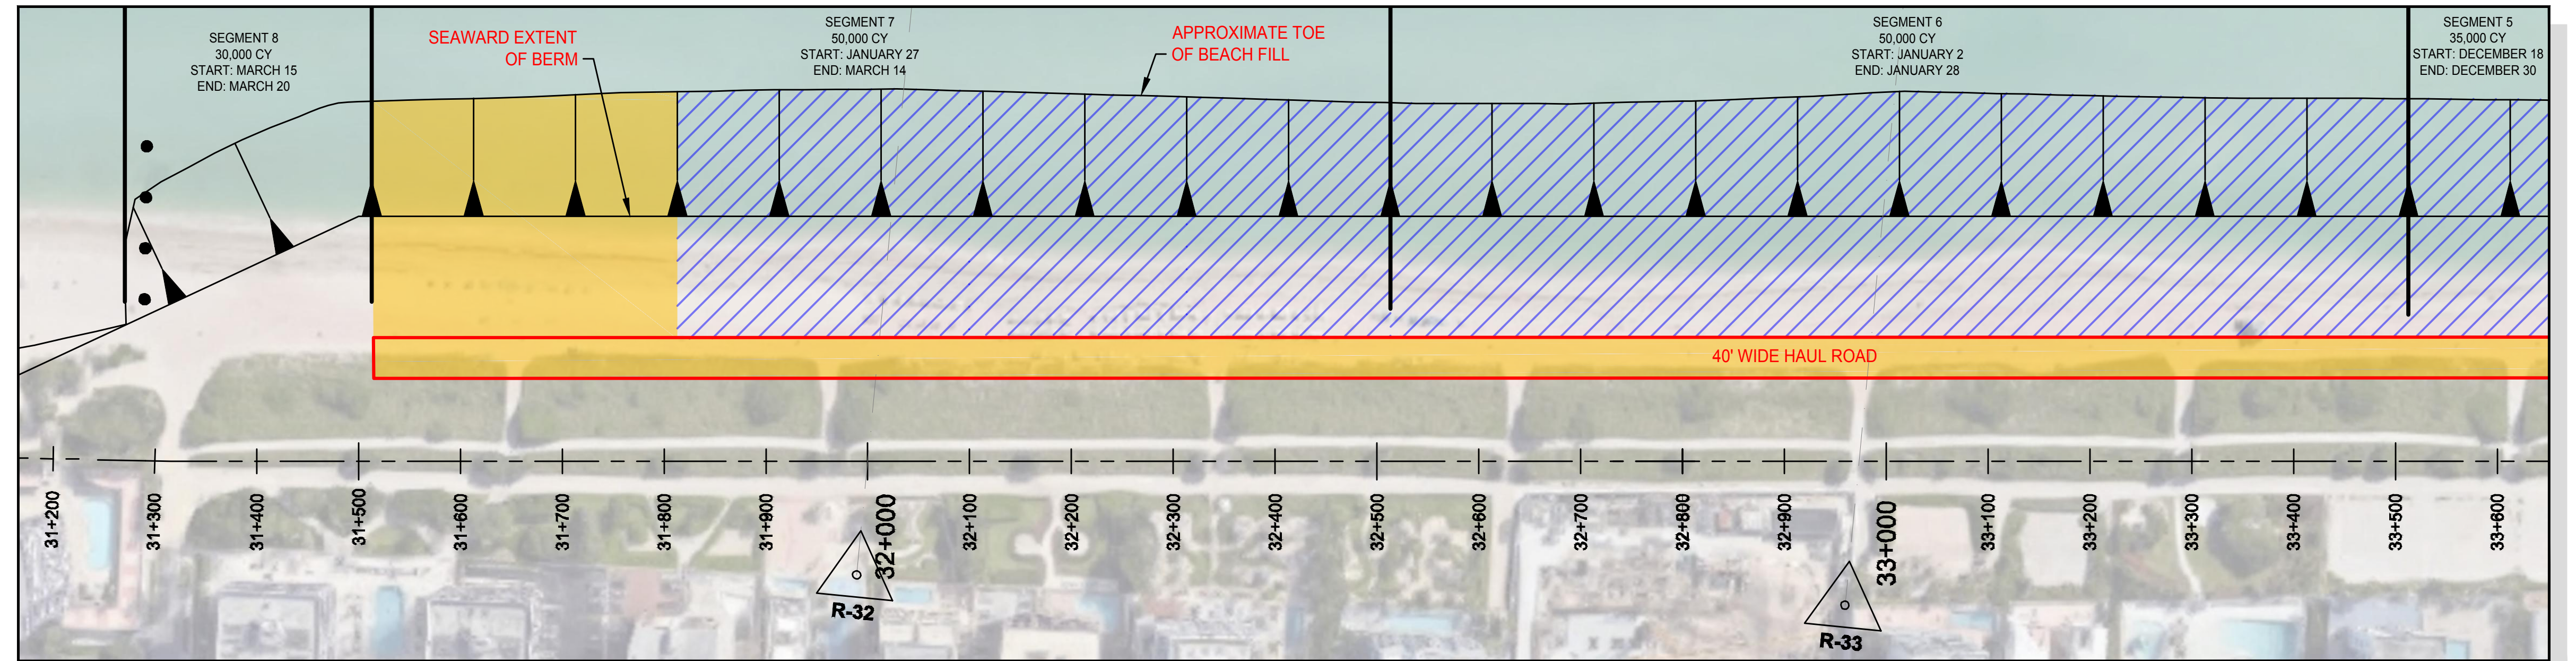 SEGMENT 8
30,000 CY
START: MARCH 15
END: MARCH 20
SEAWARD EXTENT
OF BERM
SEGMENT 7
50,000 CY
START: JANUARY 27
END: MARCH 14
APPROXIMATE TOE
OF BEACH FILL
SEGMENT 6
50,000 CY
START: JANUARY 2
END: JANUARY 28
SEGMENT 5
35,000 CY
START: DECEMBER 18
END: DECEMBER 30
40' WIDE HAUL ROAD
31+200
31+300
31+400
31+500
31+600
31+700
31+800
31+900
32+000
32+100
32+200
32+300
32+400
32+500
32+600
32+700
32+800
32+900
33+000
33+100
33+200
33+300
33+400
33+500
33+600
R-32
R-33